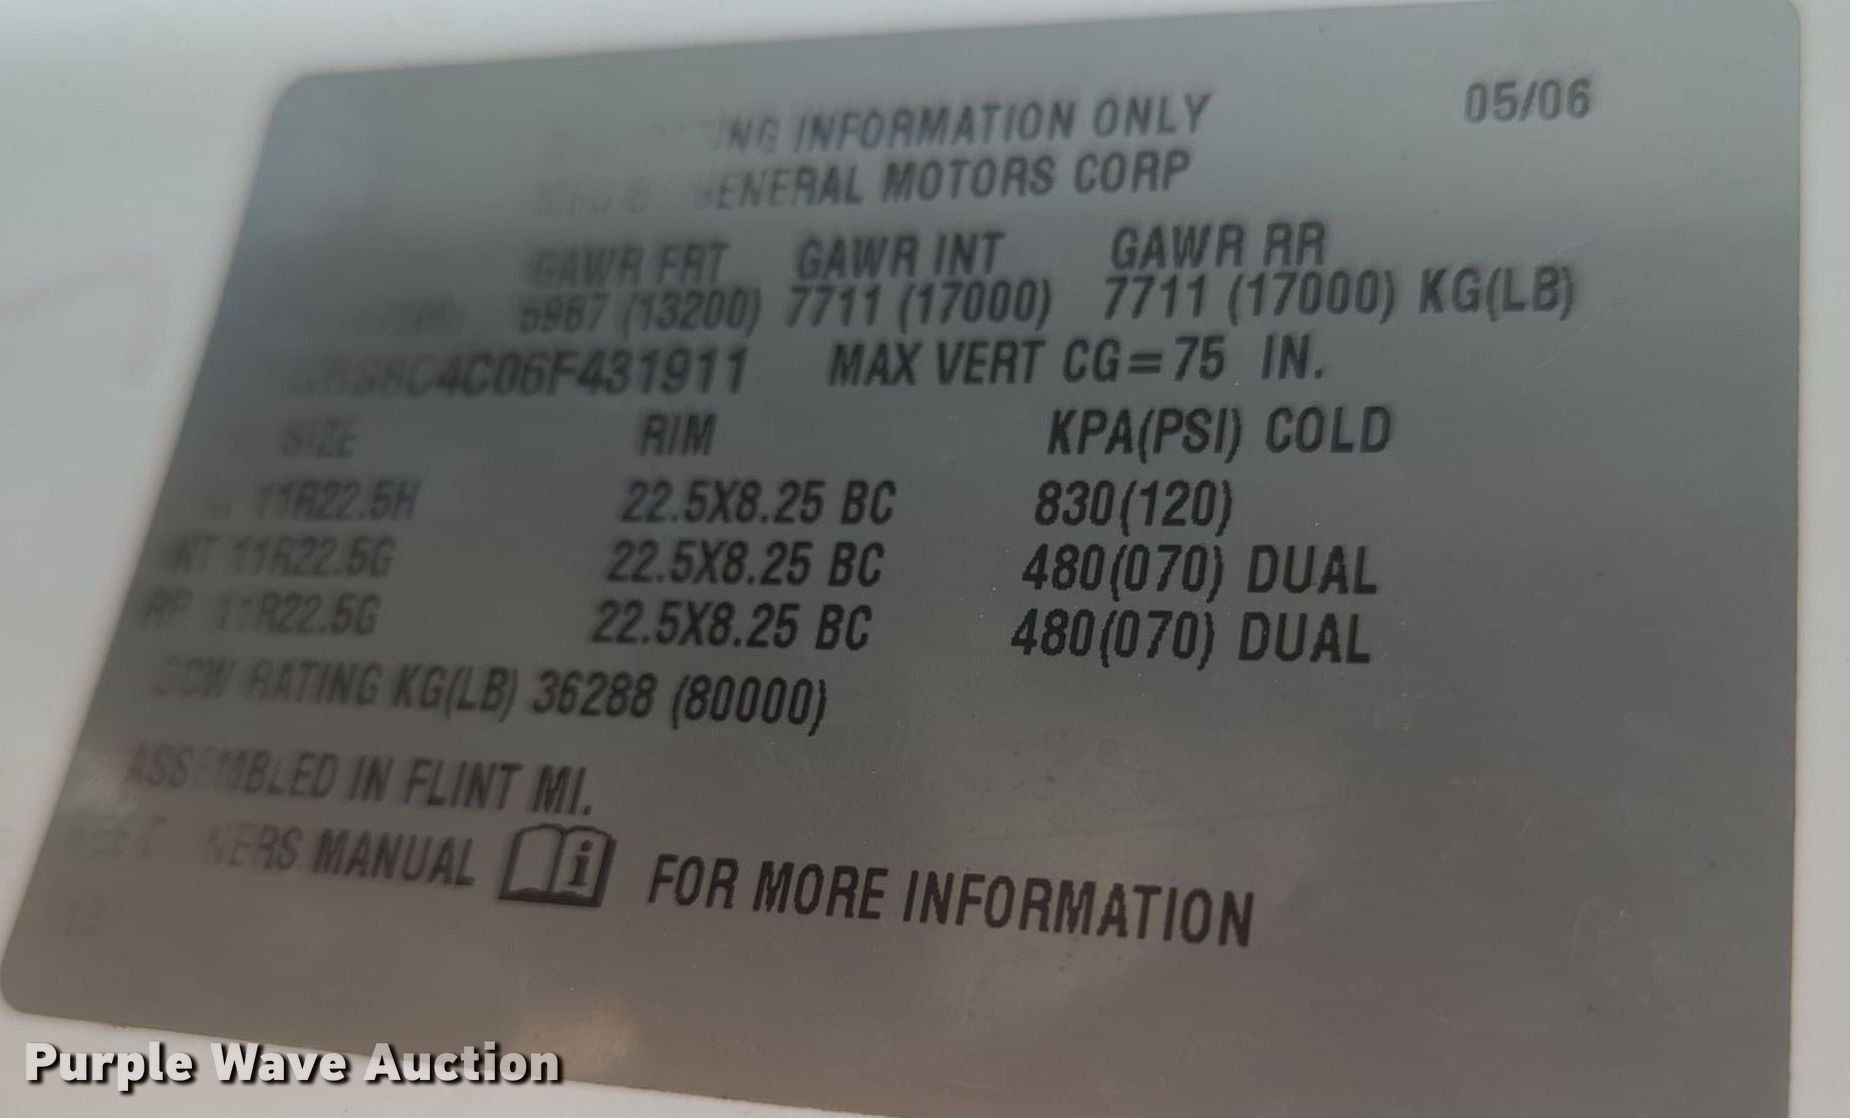 INFORMATION ONLY 05/06
GENERAL MOTORS CORP
GAWR FRT GAWR INT GAWR RR
5987 (13200) 7711 (17000) 7711 (17000) KG(LB)
MAX VERT CG=75 IN.
SIZE RIM KPA(PSI) COLD
11R22.5H 22.5X8.25 BC 830(120)
INT 11R22.5G 22.5X8.25 BC 480(070) DUAL
RR 11R22.5G 22.5X8.25 BC 480(070) DUAL
RATING KG(LB) 36288 (80000)
ASSEMBLED IN FLINT MI.
MANUAL i FOR MORE INFORMATION
Purple Wave Auction